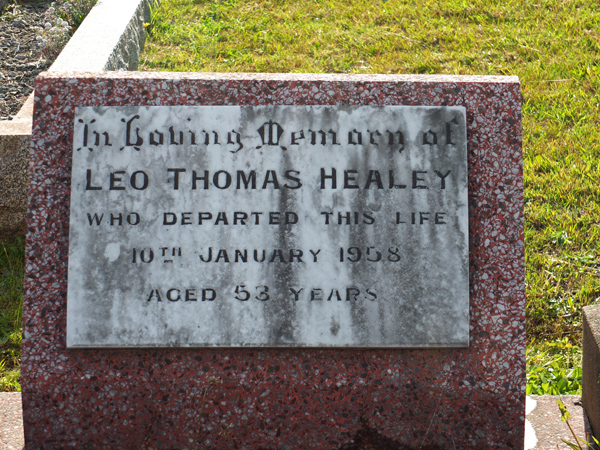 In Loving Memory of
LEO THOMAS HEALEY
WHO DEPARTED THIS LIFE
10TH JANUARY 1958
AGED 53 YEARS